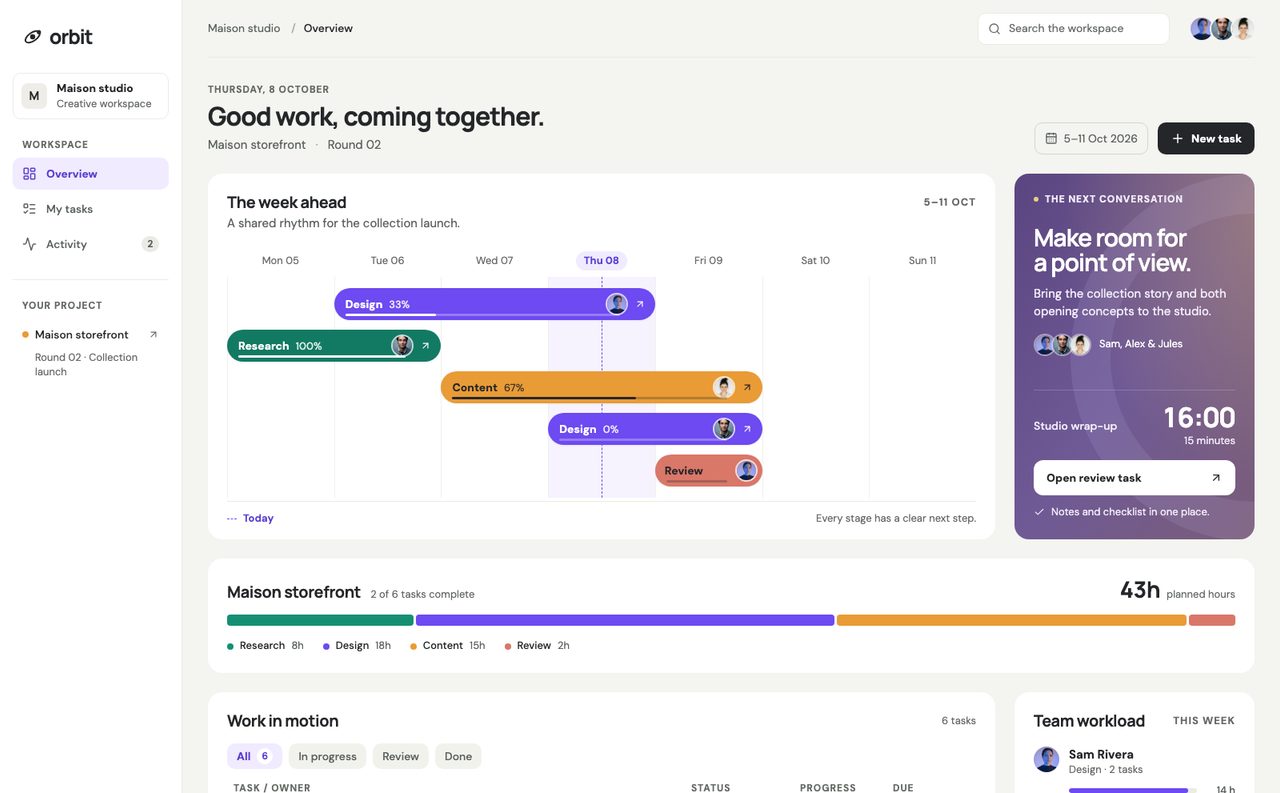 orbit
M
Maison studio
Creative workspace
WORKSPACE
Overview
My tasks
Activity
2
YOUR PROJECT
Maison storefront
Round 02 · Collection
launch
Maison studio / Overview
Search the workspace
THURSDAY, 8 OCTOBER
Good work, coming together.
Maison storefront · Round 02
5–11 Oct 2026
New task
The week ahead
5–11 OCT
A shared rhythm for the collection launch.
Mon 05 Tue 06 Wed 07 Thu 08 Fri 09 Sat 10 Sun 11
Design 33%
Research 100%
Content 67%
Design 0%
Review
Today
Every stage has a clear next step.
THE NEXT CONVERSATION
Make room for
a point of view.
Bring the collection story and both
opening concepts to the studio.
Sam, Alex & Jules
Studio wrap-up
16:00
15 minutes
Open review task
Notes and checklist in one place.
Maison storefront 2 of 6 tasks complete
43h planned hours
Research 8h Design 18h Content 15h Review 2h
Work in motion
6 tasks
All 6 In progress Review Done
TASK / OWNER STATUS PROGRESS DUE
Team workload
THIS WEEK
Sam Rivera
Design · 2 tasks
14 h